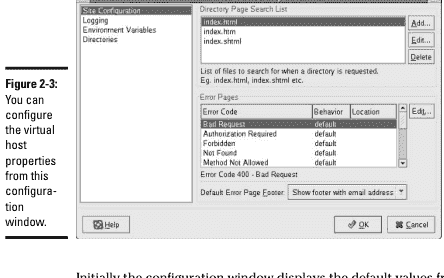 Site Configuration
Logging
Environment Variables
Directories
Directory Page Search List
index.html
index.htm
index.shtml
Add...
Edit...
Delete
List of files to search for when a directory is requested.
Eg. index.html, index.shtml etc.
Error Pages
Error Code Behavior Location
Bad Request default
Authorization Required default
Forbidden default
Not Found default
Method Not Allowed default
Edit...
Error Code 400 - Bad Request
Default Error Page Footer: Show footer with email address
Help
OK
Cancel
Figure 2-3:
You can
configure
the virtual
host
properties
from this
configura-
tion
window.
Initially the configuration window displays the default values